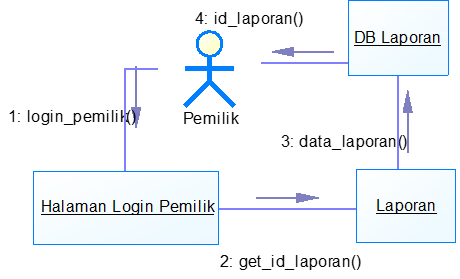 4: id_laporan()
DB Laporan
Pemilik
1: login_pemilik()
3: data_laporan()
Halaman Login Pemilik
Laporan
2: get_id_laporan()